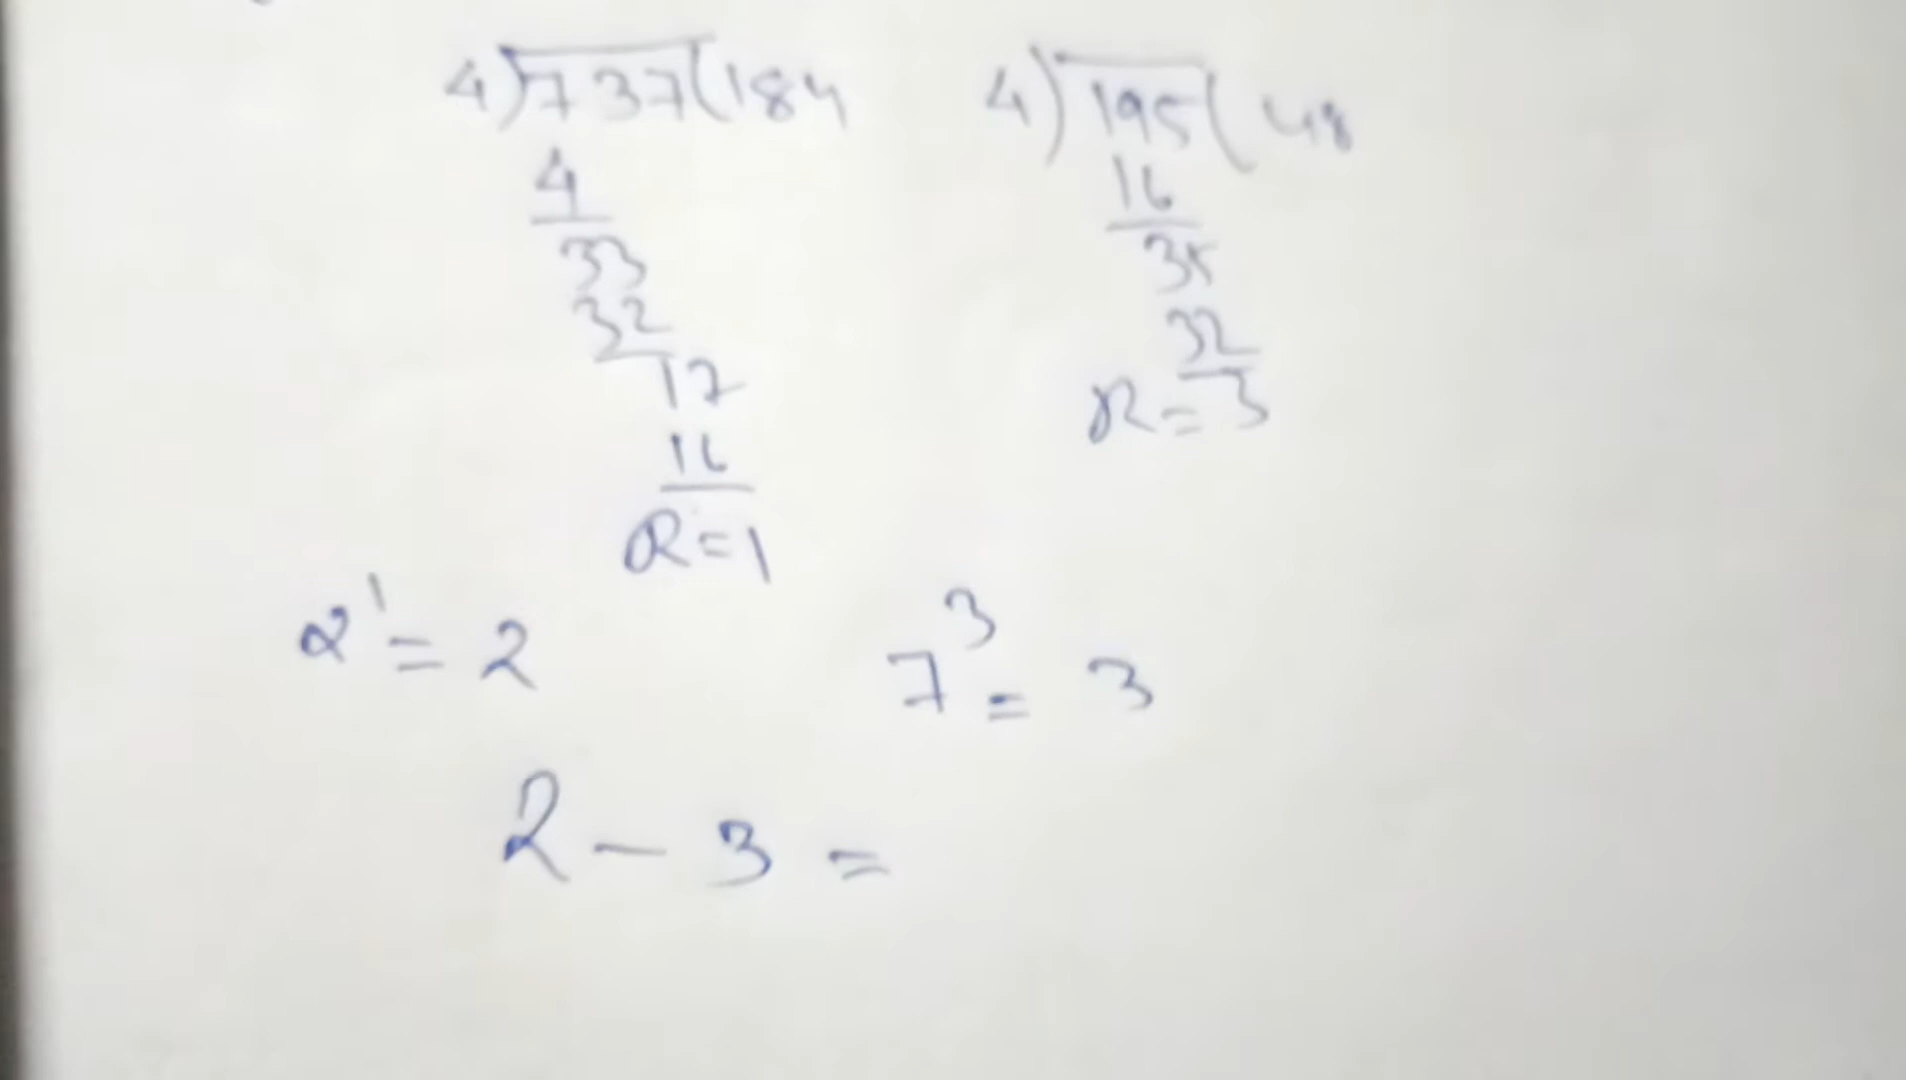 4)737(184 4)195(48
4 16
33 35
32 32
17 R=3
16
R=1
2¹ = 2 7³ = 3
2 - 3 =